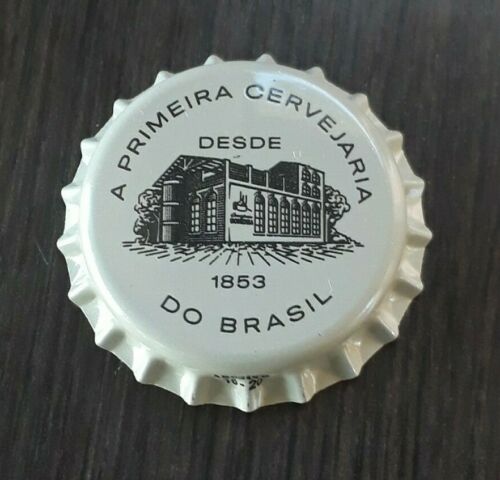 A PRIMEIRA CERVEJARIA
DESDE
1853
DO BRASIL